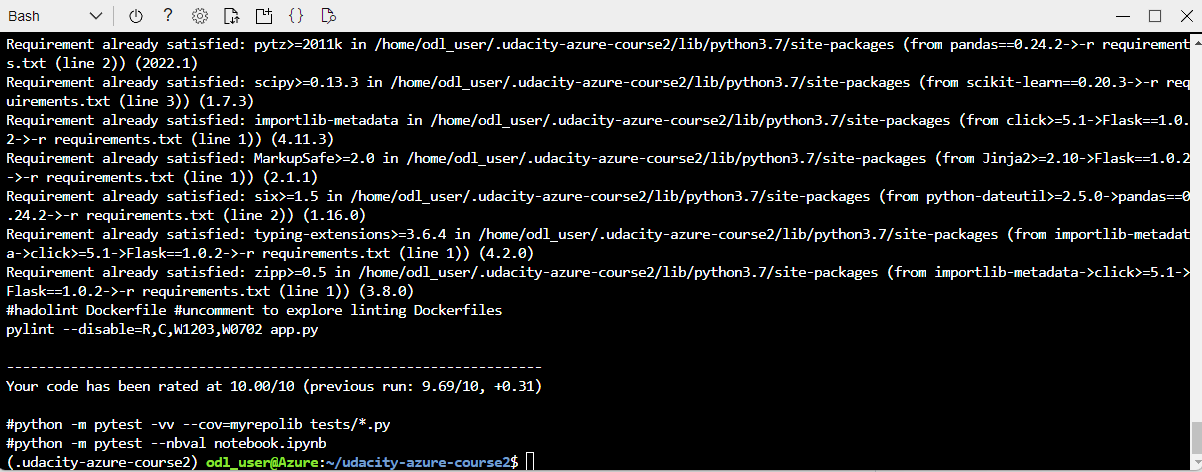 Bash
Requirement already satisfied: pytz>=2011k in /home/odl_user/.udacity-azure-course2/lib/python3.7/site-packages (from pandas==0.24.2->-r requirement
s.txt (line 2)) (2022.1)
Requirement already satisfied: scipy>=0.13.3 in /home/odl_user/.udacity-azure-course2/lib/python3.7/site-packages (from scikit-learn==0.20.3->-r req
uirements.txt (line 3)) (1.7.3)
Requirement already satisfied: importlib-metadata in /home/odl_user/.udacity-azure-course2/lib/python3.7/site-packages (from click>=5.1->Flask==1.0.
2->-r requirements.txt (line 1)) (4.11.3)
Requirement already satisfied: MarkupSafe>=2.0 in /home/odl_user/.udacity-azure-course2/lib/python3.7/site-packages (from Jinja2>=2.10->Flask==1.0.2
->-r requirements.txt (line 1)) (2.1.1)
Requirement already satisfied: six>=1.5 in /home/odl_user/.udacity-azure-course2/lib/python3.7/site-packages (from python-dateutil>=2.5.0->pandas==0
.24.2->-r requirements.txt (line 2)) (1.16.0)
Requirement already satisfied: typing-extensions>=3.6.4 in /home/odl_user/.udacity-azure-course2/lib/python3.7/site-packages (from importlib-metadat
a->click>=5.1->Flask==1.0.2->-r requirements.txt (line 1)) (4.2.0)
Requirement already satisfied: zipp>=0.5 in /home/odl_user/.udacity-azure-course2/lib/python3.7/site-packages (from importlib-metadata->click>=5.1->
Flask==1.0.2->-r requirements.txt (line 1)) (3.8.0)
#hadolint Dockerfile #uncomment to explore linting Dockerfiles
pylint --disable=R,C,W1203,W0702 app.py
-------------------------------------------------------------------
Your code has been rated at 10.00/10 (previous run: 9.69/10, +0.31)
#python -m pytest -vv --cov=myrepolib tests/*.py
#python -m pytest --nbval notebook.ipynb
(.udacity-azure-course2) odl_user@Azure:~/udacity-azure-course2$